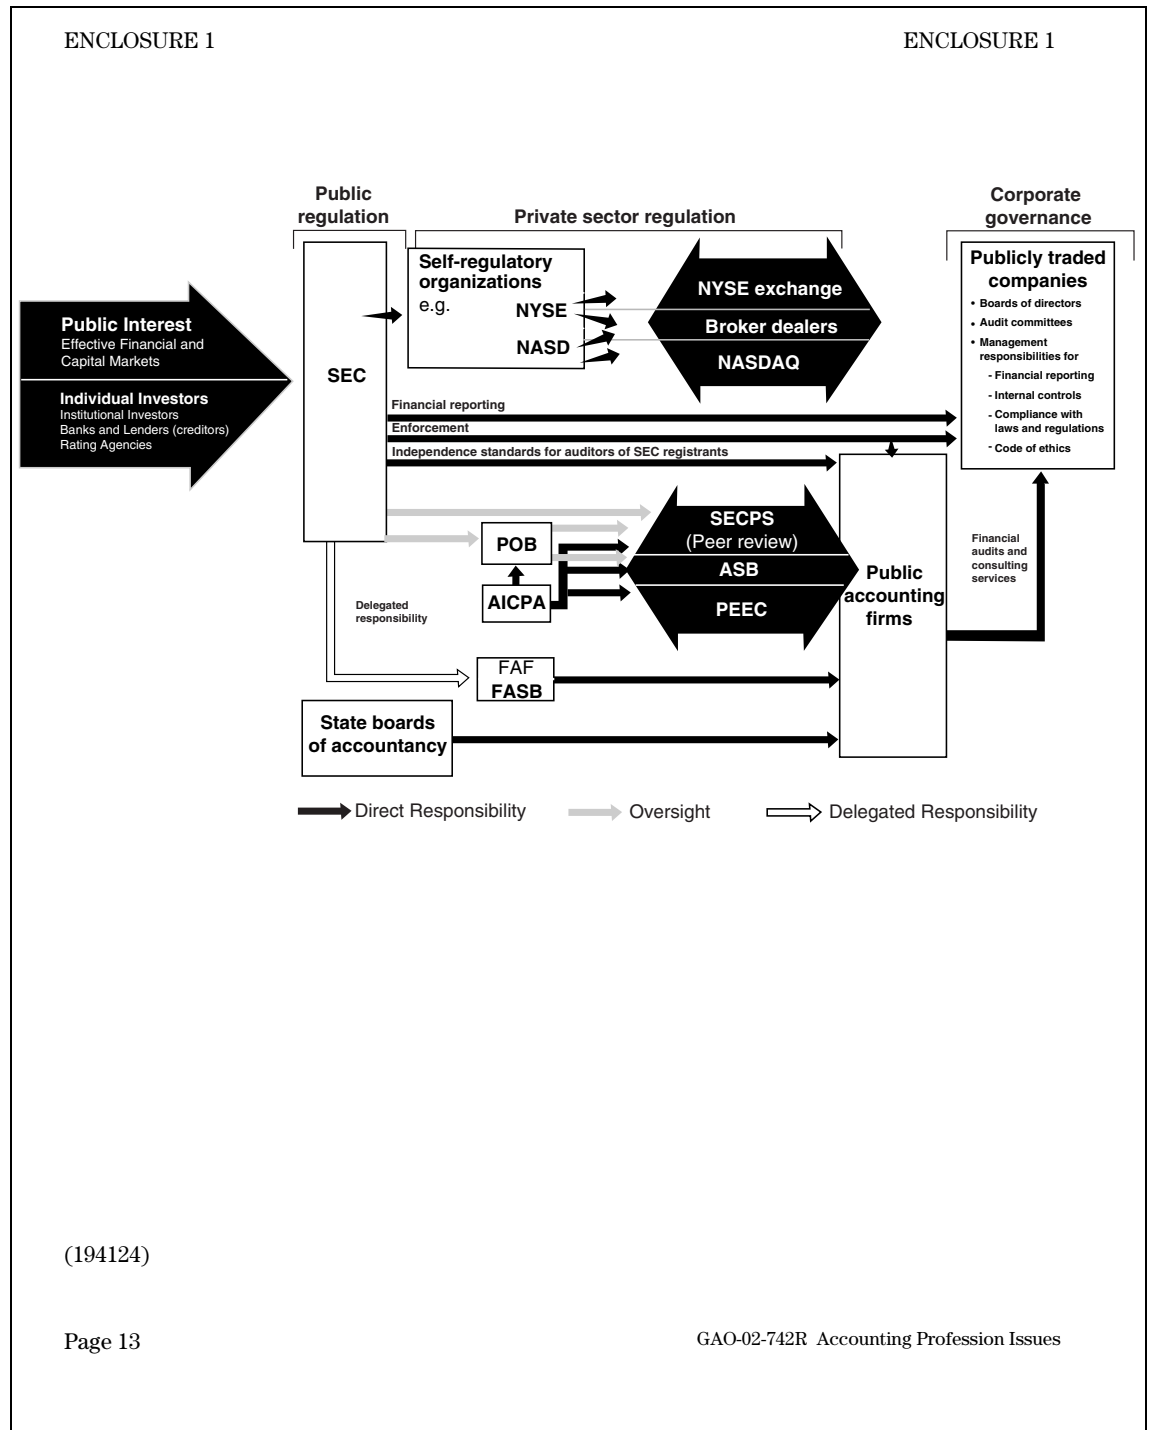 ENCLOSURE 1
ENCLOSURE 1
Public
regulation
Private sector regulation
Corporate
governance
Public Interest
Effective Financial and
Capital Markets
Individual Investors
Institutional Investors
Banks and Lenders (creditors)
Rating Agencies
SEC
Self-regulatory
organizations
e.g.
NYSE
NASD
NYSE exchange
Broker dealers
NASDAQ
Publicly traded
companies
• Boards of directors
• Audit committees
• Management
responsibilities for
- Financial reporting
- Internal controls
- Compliance with
laws and regulations
- Code of ethics
Financial reporting
Enforcement
Independence standards for auditors of SEC registrants
POB
AICPA
SECPS
(Peer review)
ASB
PEEC
Public
accounting
firms
Financial
audits and
consulting
services
Delegated
responsibility
FAF
FASB
State boards
of accountancy
Direct Responsibility
Oversight
Delegated Responsibility
(194124)
Page 13
GAO-02-742R Accounting Profession Issues